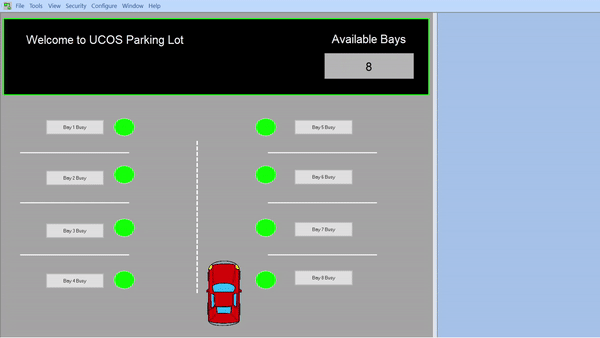 File Tools View Security Configure Window Help
Welcome to UCOS Parking Lot
Available Bays
8
Bay 1 Busy
Bay 5 Busy
Bay 2 Busy
Bay 6 Busy
Bay 3 Busy
Bay 7 Busy
Bay 4 Busy
Bay 8 Busy